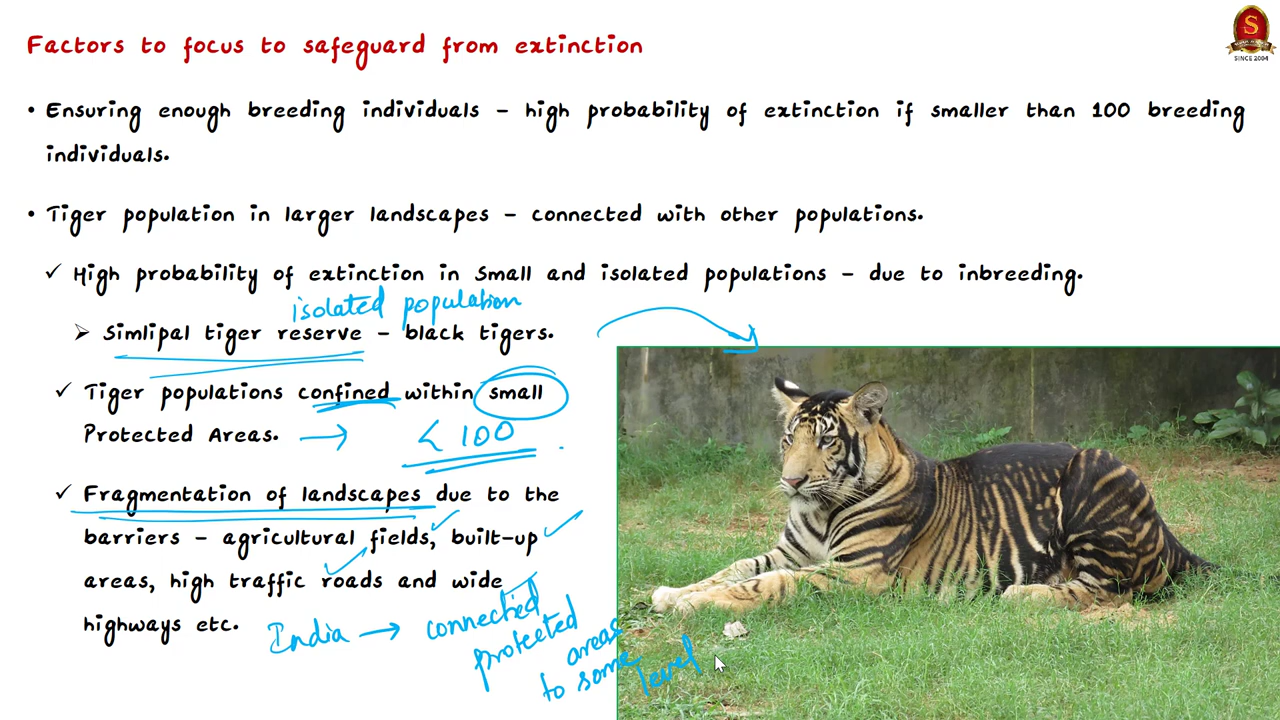 Factors to focus to safeguard from extinction
S
SINCE 2004
• Ensuring enough breeding individuals - high probability of extinction if smaller than 100 breeding
individuals.
• Tiger population in larger landscapes - connected with other populations.
✓ High probability of extinction in Small and isolated populations - due to inbreeding.
isolated population
➢ Simlipal tiger reserve - black tigers.
✓ Tiger populations confined within small
Protected Areas. → < 100
✓ Fragmentation of landscapes due to the
barriers - agricultural fields, built-up
areas, high traffic roads and wide
highways etc.
India → connected
protected
areas
to some
level